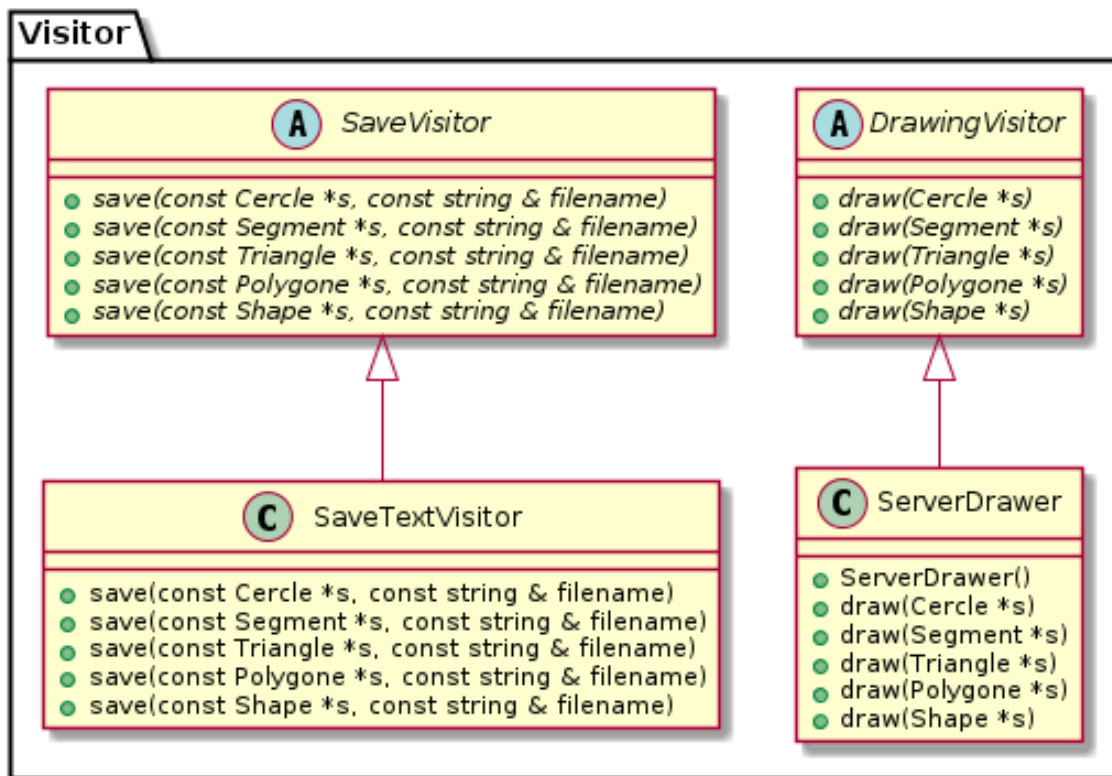 Visitor
A SaveVisitor
save(const Cercle *s, const string & filename)
save(const Segment *s, const string & filename)
save(const Triangle *s, const string & filename)
save(const Polygone *s, const string & filename)
save(const Shape *s, const string & filename)
A DrawingVisitor
draw(Cercle *s)
draw(Segment *s)
draw(Triangle *s)
draw(Polygone *s)
draw(Shape *s)
C SaveTextVisitor
save(const Cercle *s, const string & filename)
save(const Segment *s, const string & filename)
save(const Triangle *s, const string & filename)
save(const Polygone *s, const string & filename)
save(const Shape *s, const string & filename)
C ServerDrawer
ServerDrawer()
draw(Cercle *s)
draw(Segment *s)
draw(Triangle *s)
draw(Polygone *s)
draw(Shape *s)